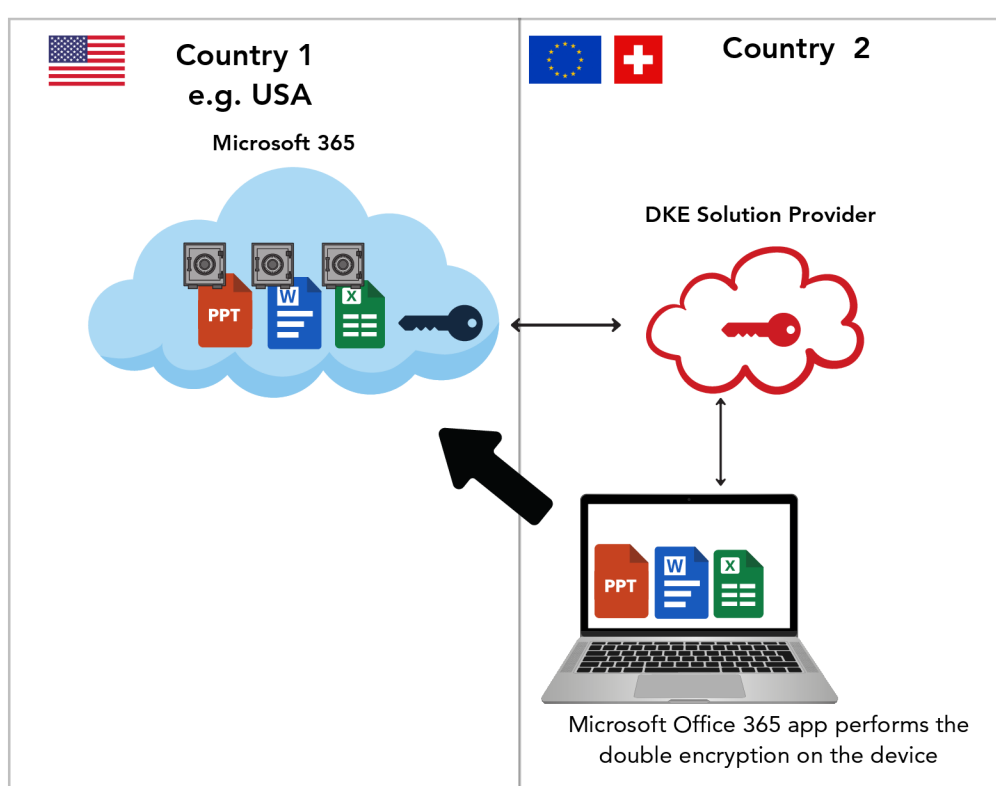 Country 1
e.g. USA
Microsoft 365
PPT
W
X
Country 2
DKE Solution Provider
PPT
W
X
Microsoft Office 365 app performs the
double encryption on the device